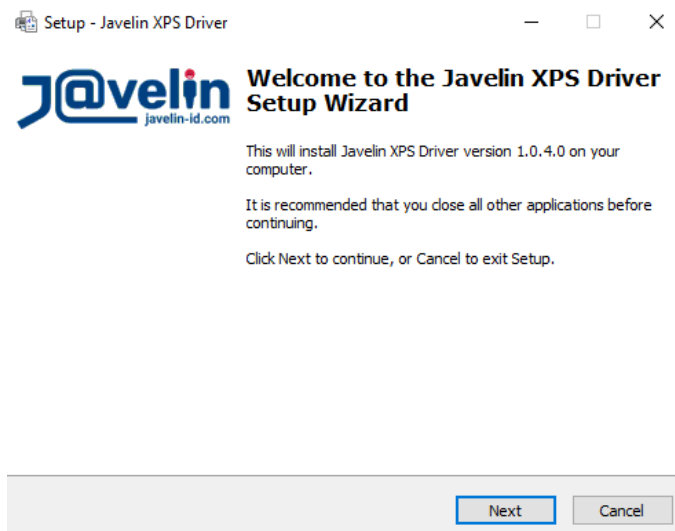 Setup - Javelin XPS Driver
J@velin
javelin-id.com
Welcome to the Javelin XPS Driver
Setup Wizard
This will install Javelin XPS Driver version 1.0.4.0 on your
computer.
It is recommended that you close all other applications before
continuing.
Click Next to continue, or Cancel to exit Setup.
Next
Cancel